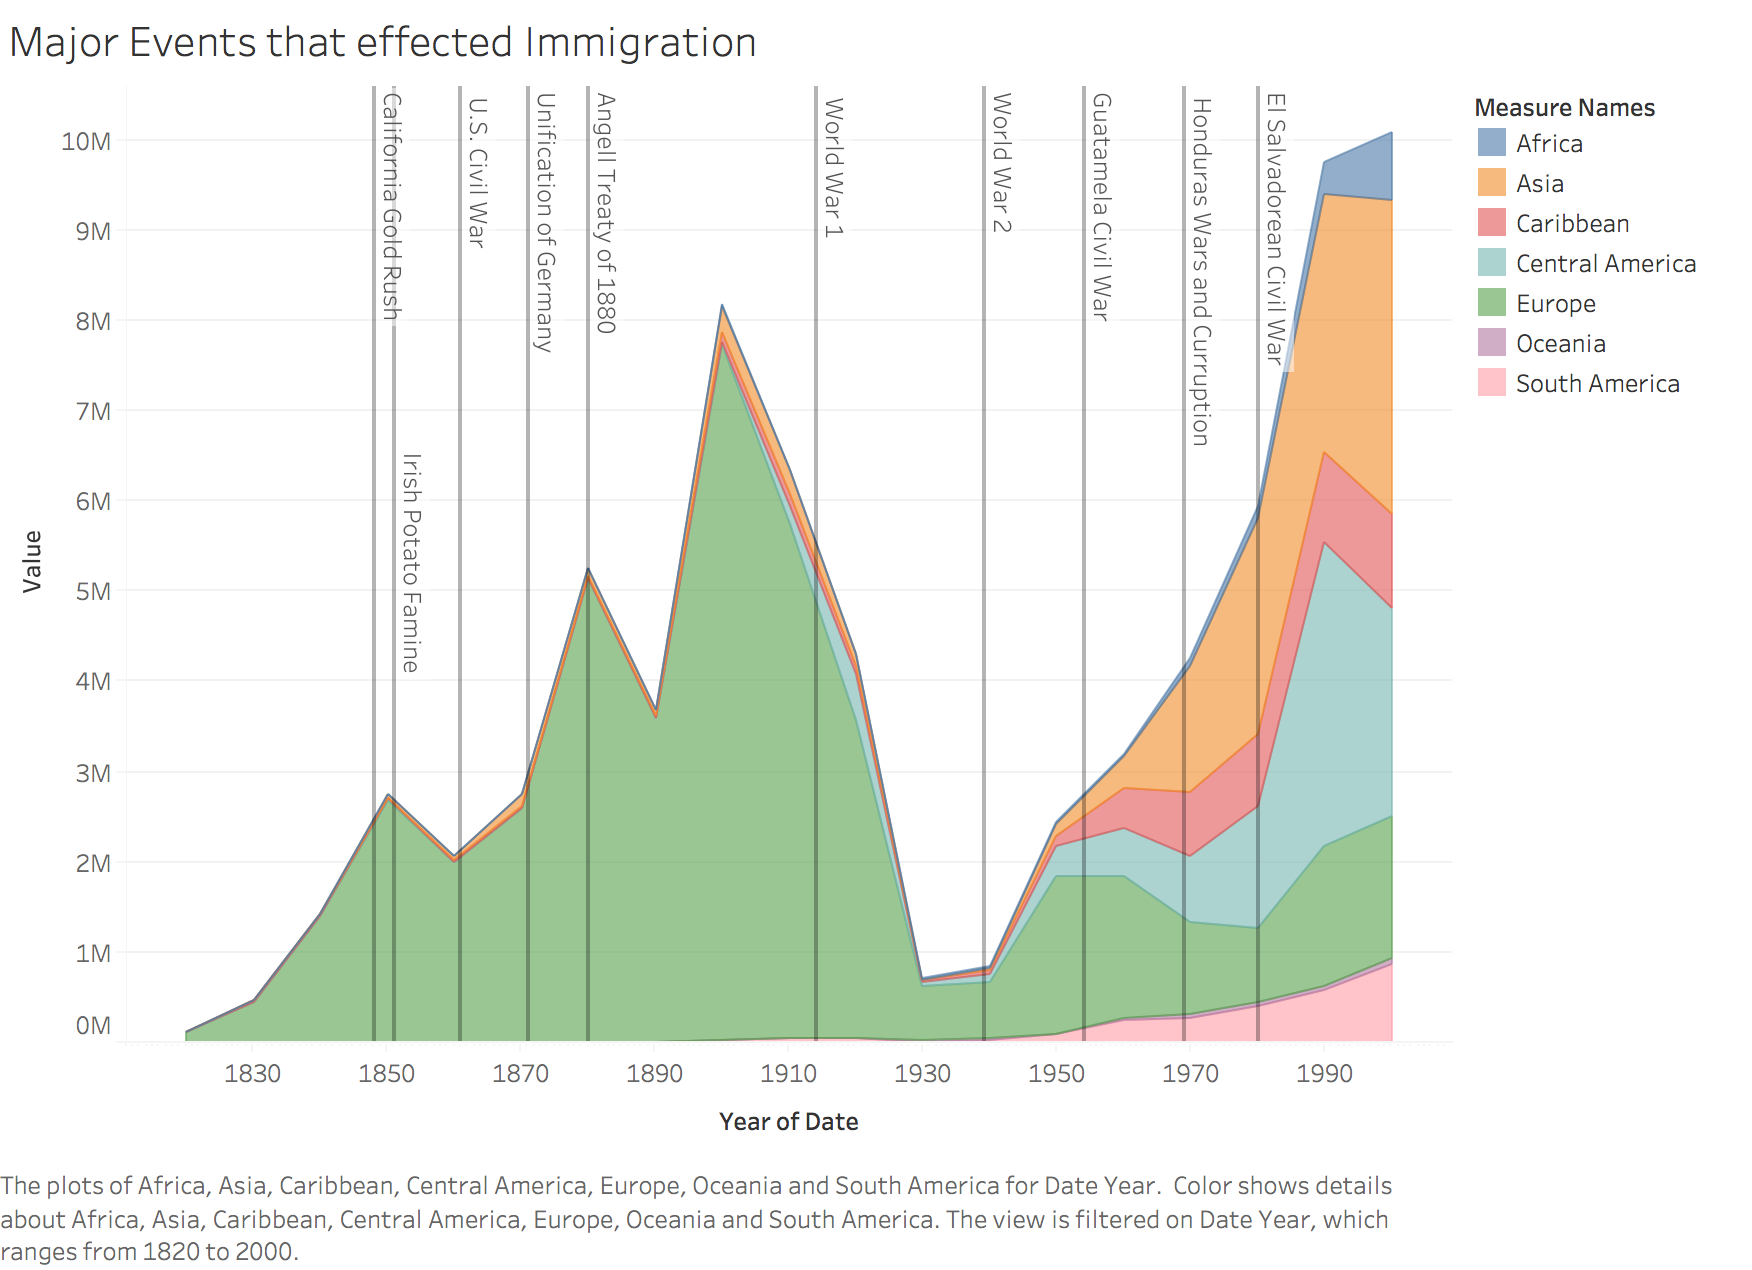 Major Events that effected Immigration
California Gold Rush
Irish Potato Famine
U.S. Civil War
Unification of Germany
Angell Treaty of 1880
World War 1
World War 2
Guatamela Civil War
Honduras Wars and Curruption
El Salvadorean Civil War
Measure Names
Africa
Asia
Caribbean
Central America
Europe
Oceania
South America
10M
9M
8M
7M
6M
5M
4M
3M
2M
1M
0M
Value
1830 1850 1870 1890 1910 1930 1950 1970 1990
Year of Date
The plots of Africa, Asia, Caribbean, Central America, Europe, Oceania and South America for Date Year.  Color shows details
about Africa, Asia, Caribbean, Central America, Europe, Oceania and South America. The view is filtered on Date Year, which
ranges from 1820 to 2000.